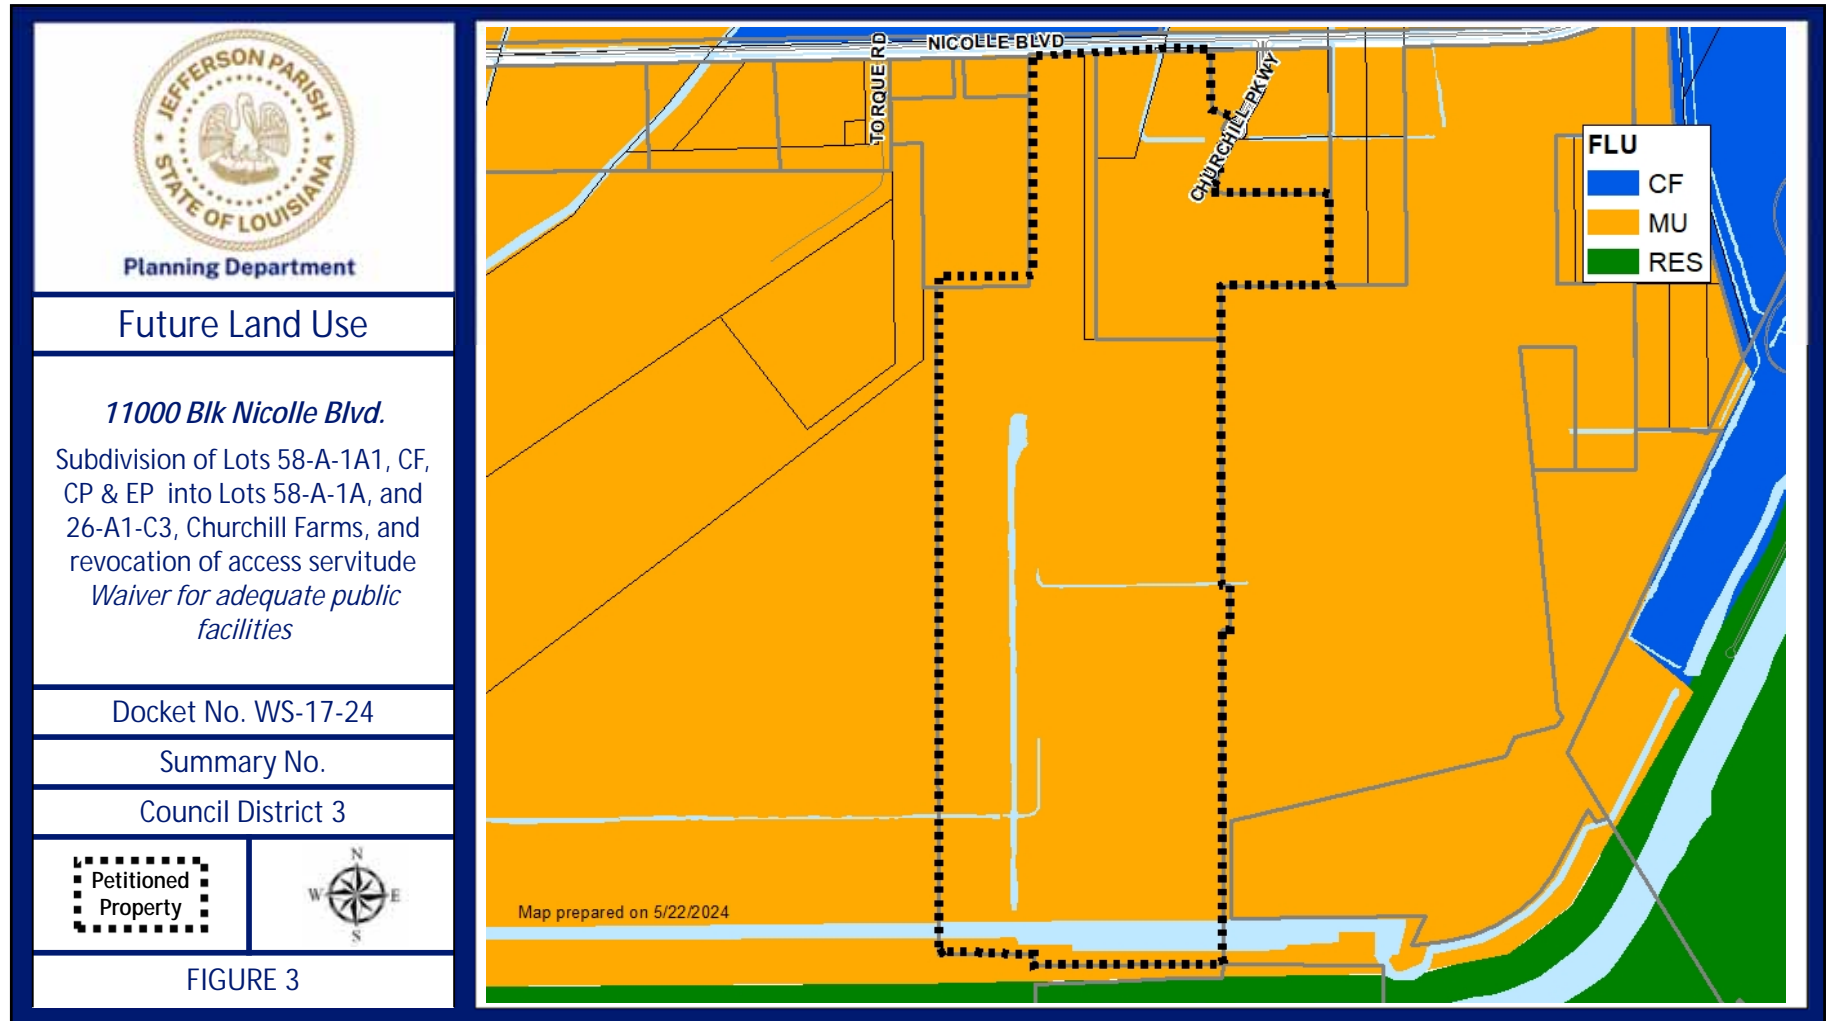 JEFFERSON PARISH
STATE OF LOUISIANA
Planning Department
Future Land Use
11000 Blk Nicolle Blvd.
Subdivision of Lots 58-A-1A1, CF,
CP & EP into Lots 58-A-1A, and
26-A1-C3, Churchill Farms, and
revocation of access servitude
Waiver for adequate public
facilities
Docket No. WS-17-24
Summary No.
Council District 3
Petitioned
Property
N
W E
S
FIGURE 3
NICOLLE BLVD
TORQUE RD
CHURCHILL PKWY
FLU
CF
MU
RES
Map prepared on 5/22/2024